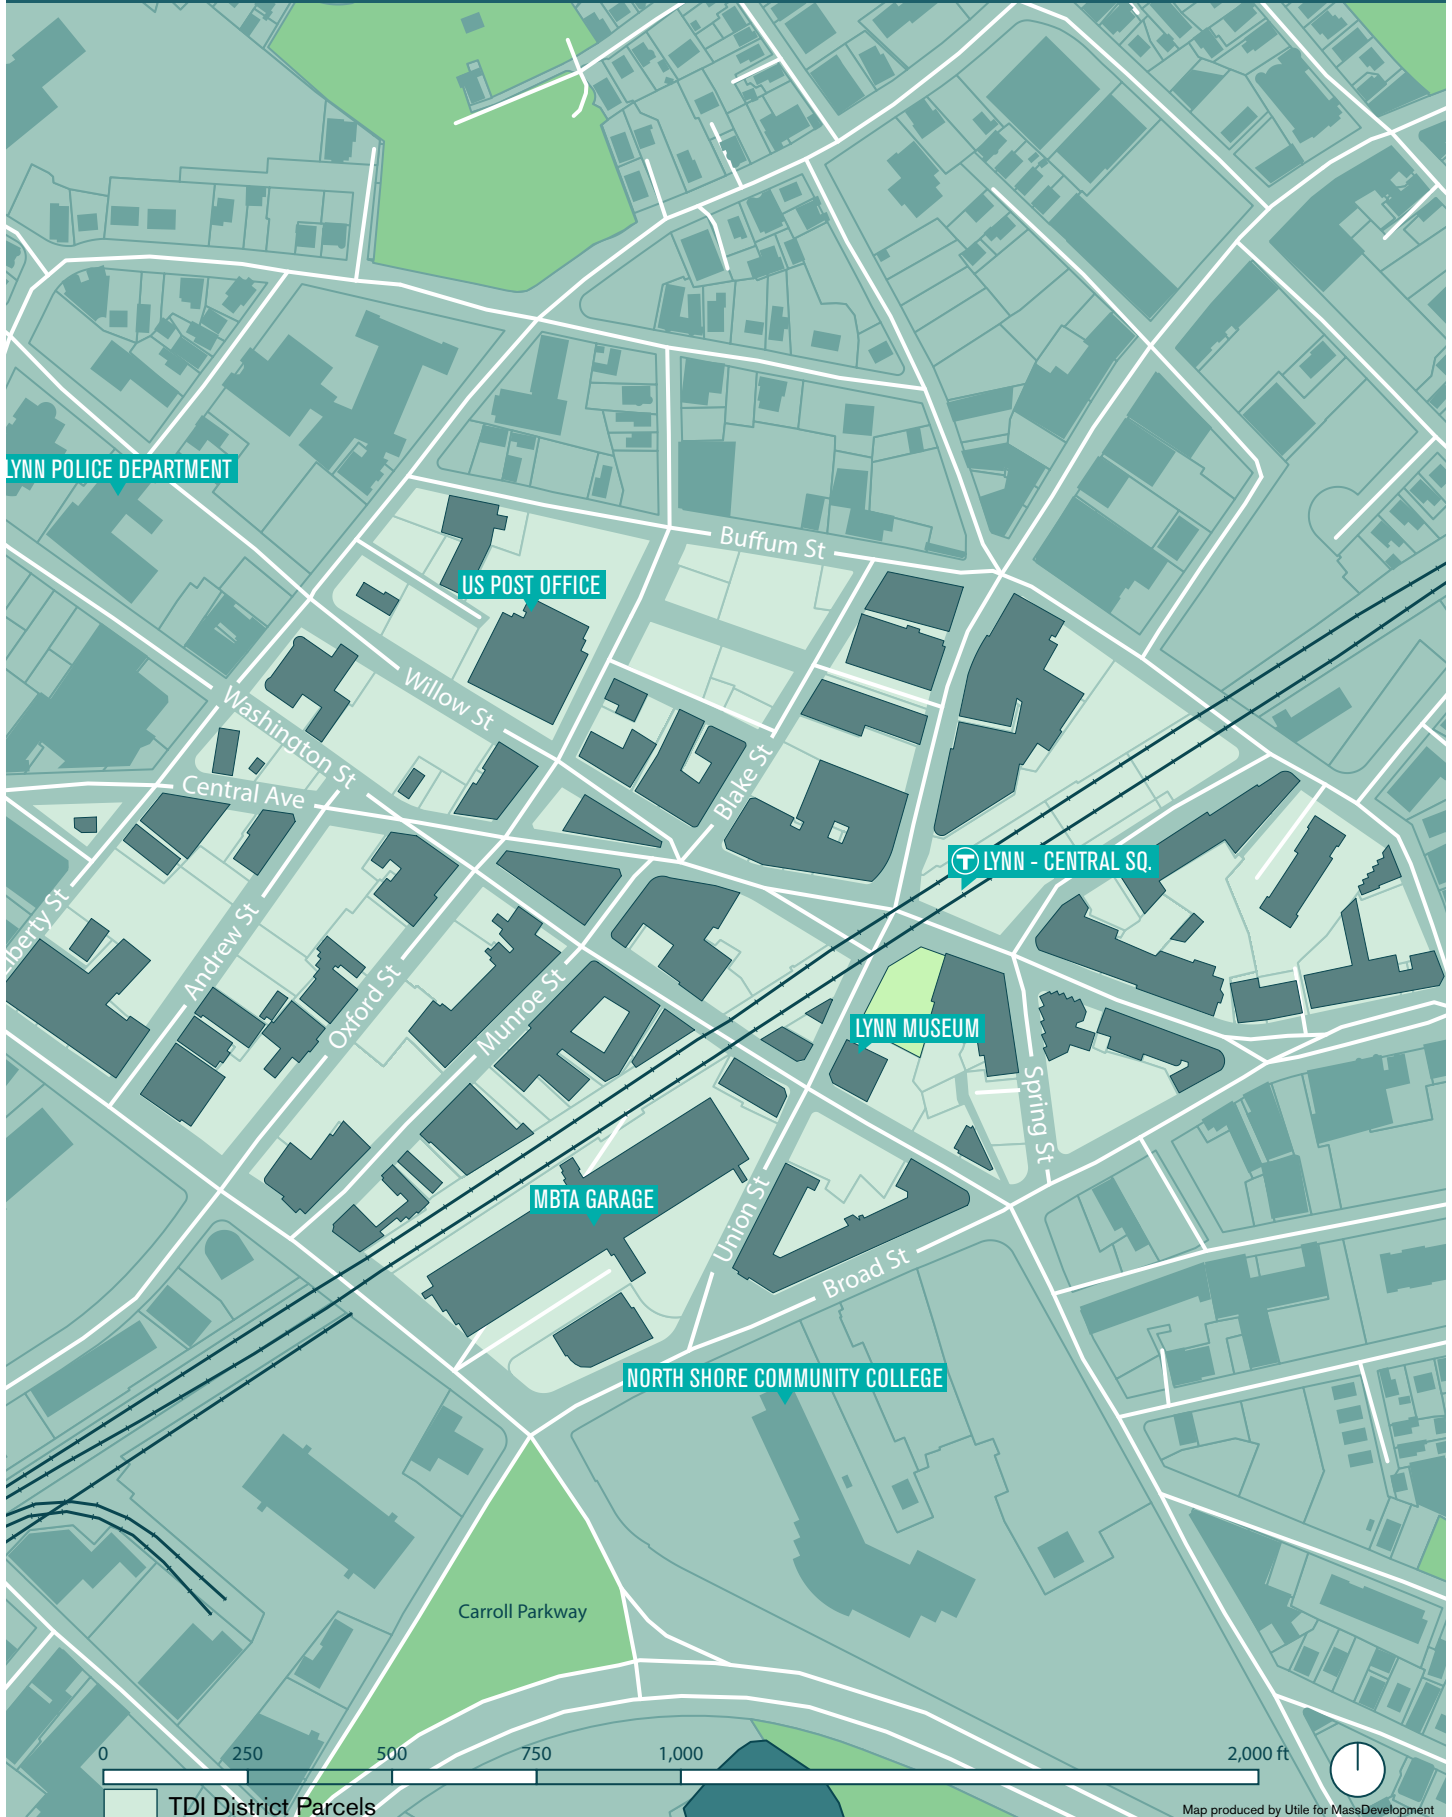 LYNN POLICE DEPARTMENT
Buffum St
US POST OFFICE
Willow St
Washington St
Central Ave
Blake St
LYNN - CENTRAL SQ.
Liberty St
Andrew St
Oxford St
Munroe St
LYNN MUSEUM
Spring St
MBTA GARAGE
Union St
Broad St
NORTH SHORE COMMUNITY COLLEGE
Carroll Parkway
0 250 500 750 1,000 2,000 ft
TDI District Parcels
Map produced by Utile for MassDevelopment